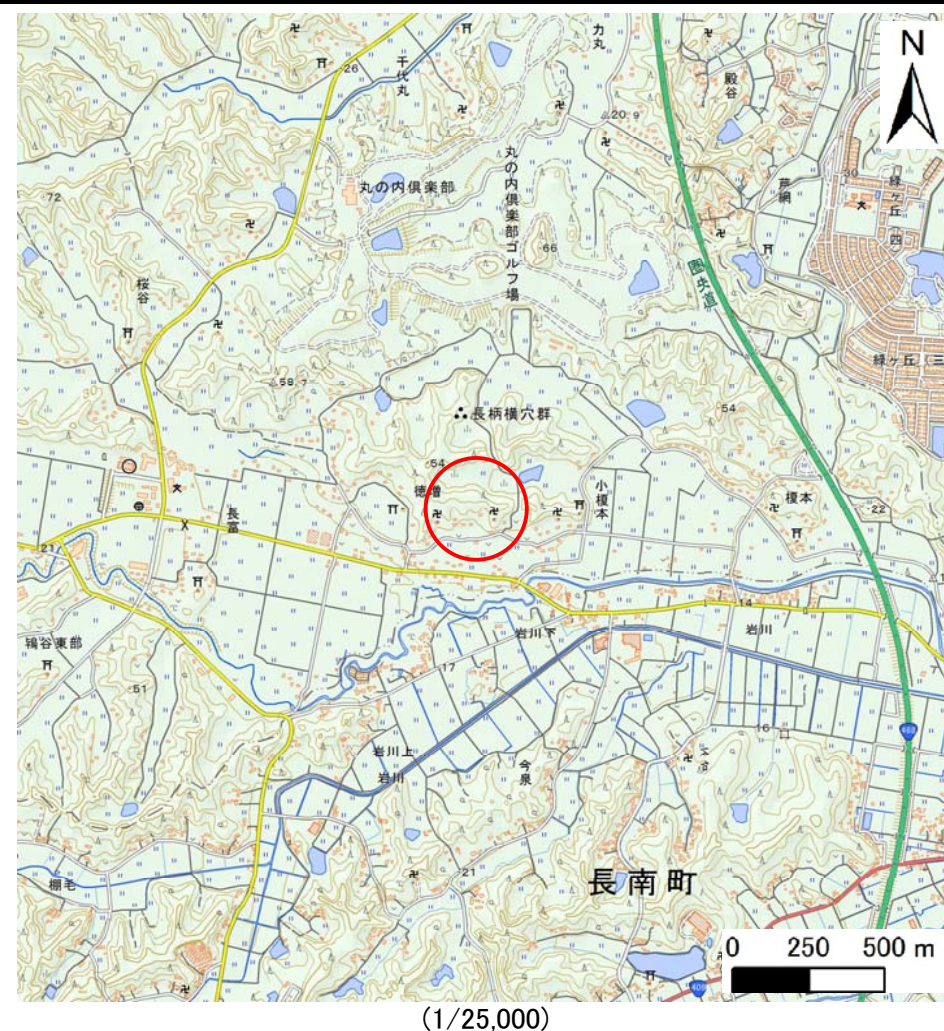 力丸
N
千代丸
26
殿谷
20.9
丸の内倶楽部
丸の内倶楽部ゴルフ場
芦網
30
緑ヶ丘四
72
66
圏央道
桜谷
緑ヶ丘三
58.7
54
長柄横穴群
54
徳増
小榎本
榎本
22
長富
21
14
岩川下
岩川
鴇谷東部
17
51
16
岩川上
岩川
今泉
468
21
棚毛
長南町
0 250 500 m
409
(1/25,000)